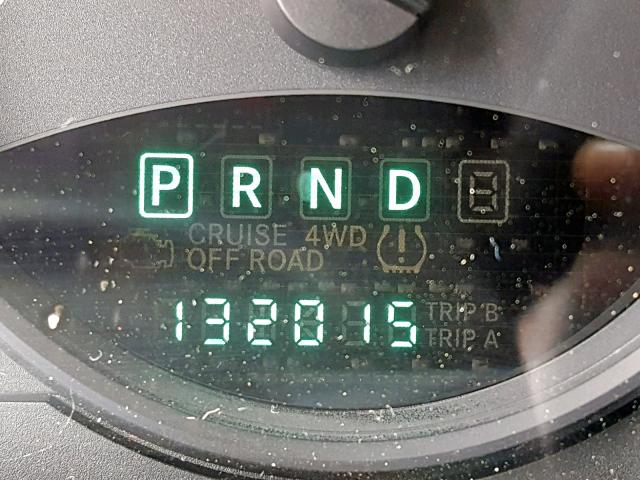 P R N D
CRUISE 4WD
OFF ROAD
132015
TRIP B
TRIP A